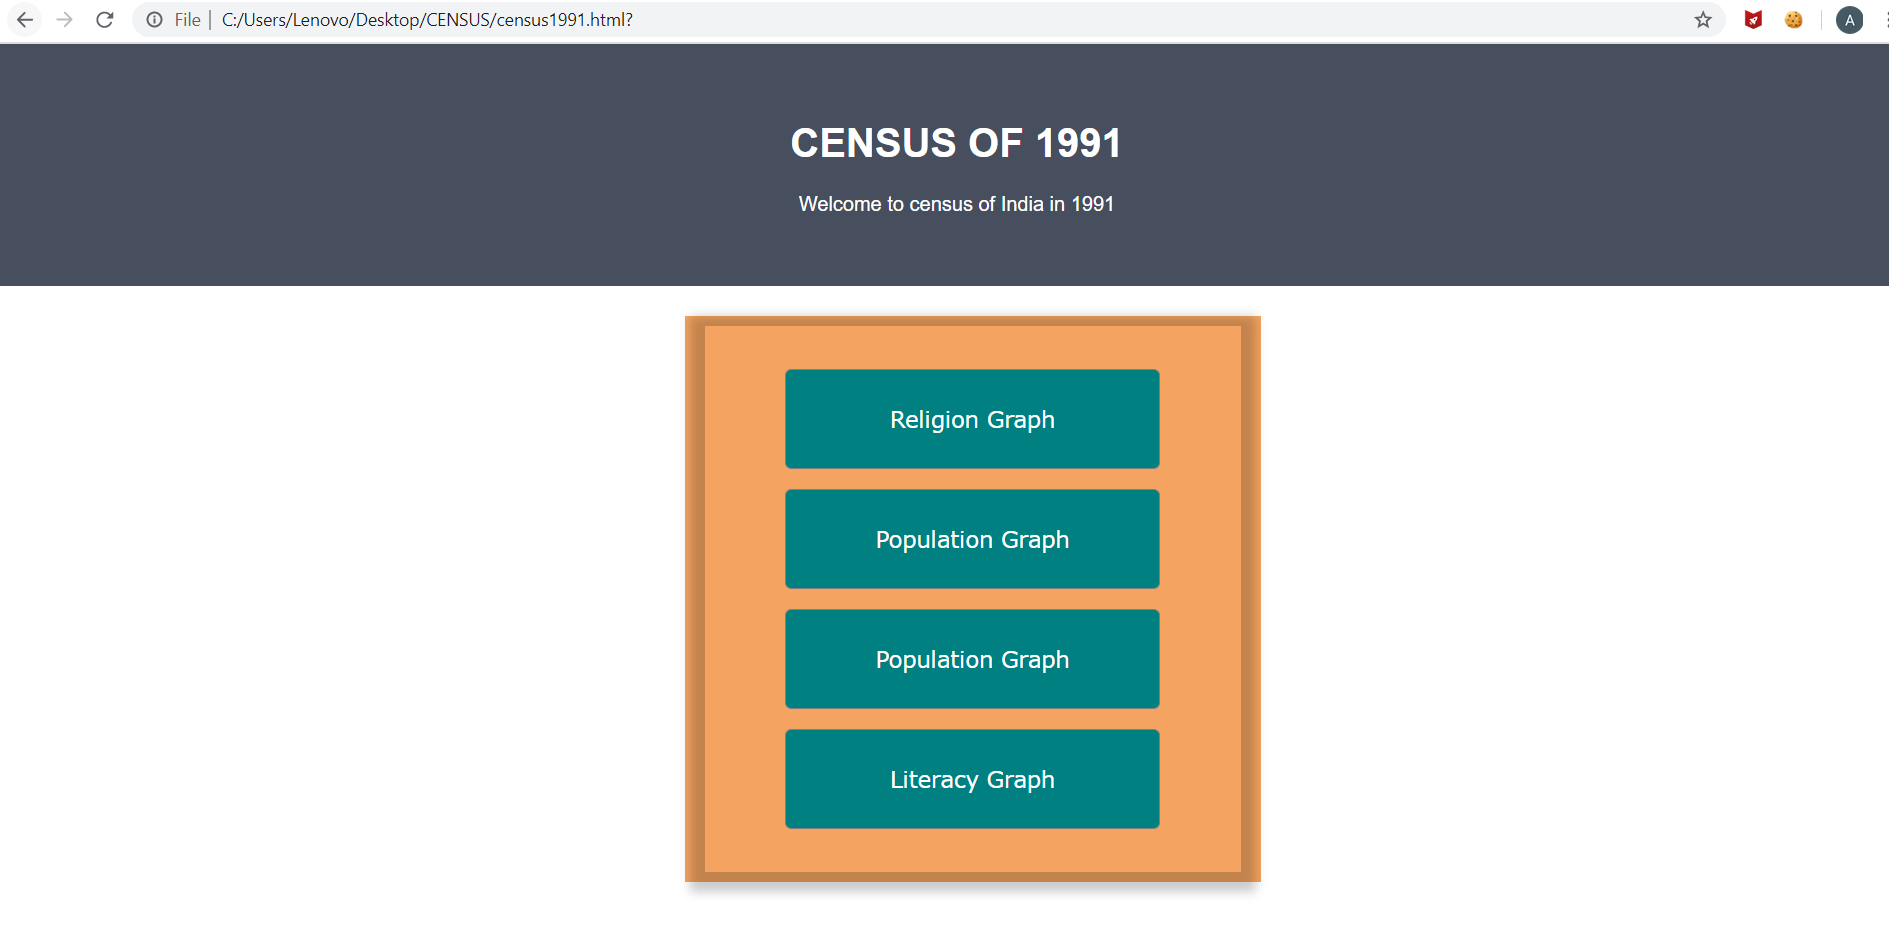 File | C:/Users/Lenovo/Desktop/CENSUS/census1991.html?
A
CENSUS OF 1991
Welcome to census of India in 1991
Religion Graph
Population Graph
Population Graph
Literacy Graph